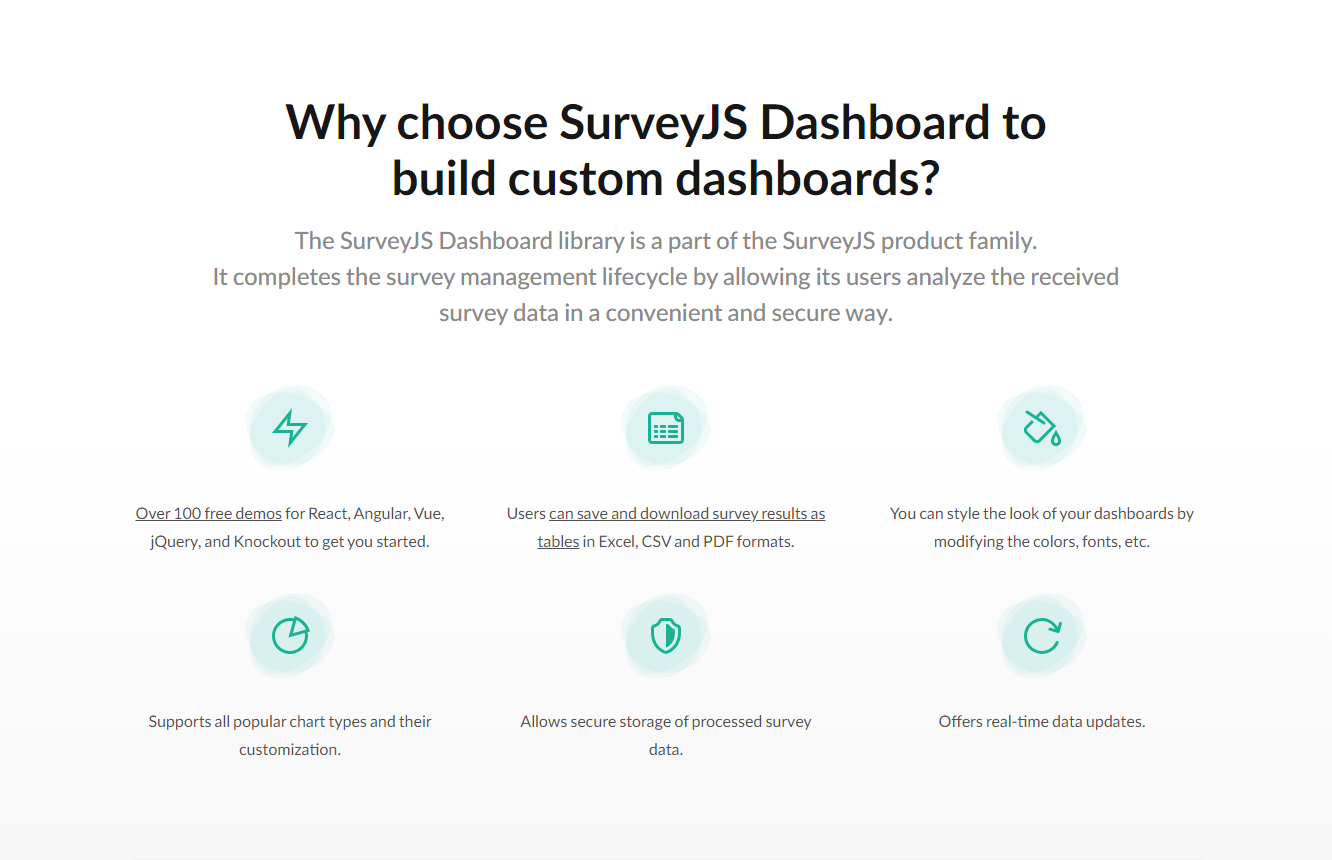 Why choose SurveyJS Dashboard to
build custom dashboards?
The SurveyJS Dashboard library is a part of the SurveyJS product family.
It completes the survey management lifecycle by allowing its users analyze the received
survey data in a convenient and secure way.
Over 100 free demos for React, Angular, Vue,
jQuery, and Knockout to get you started.
Users can save and download survey results as
tables in Excel, CSV and PDF formats.
You can style the look of your dashboards by
modifying the colors, fonts, etc.
Supports all popular chart types and their
customization.
Allows secure storage of processed survey
data.
Offers real-time data updates.